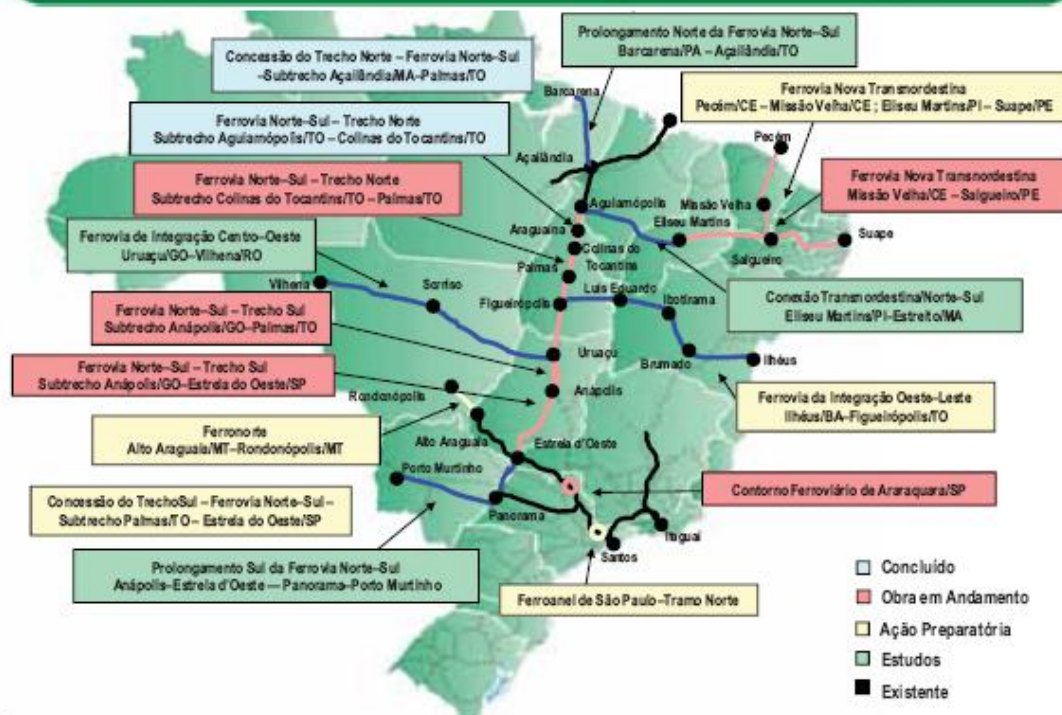 Prolongamento Norte da Ferrovia Norte–Sul
Barcarena/PA – Açailândia/TO
Concessão do Trecho Norte – Ferrovia Norte–Sul
–Subtrecho Açailândia/MA–Palmas/TO
Ferrovia Nova Transmordestina
Pecém/CE – Missão Velha/CE ; Eliseu Martins/PI – Suape/PE
Barcarena
Ferrovia Norte–Sul – Trecho Norte
Subtrecho Aguiamópolis/TO – Colinas do Tocantins/TO
Pecém
Açailândia
Ferrovia Nova Transnordestina
Missão Velha/CE – Salgueiro/PE
Ferrovia Norte–Sul – Trecho Norte
Subtrecho Colinas do Tocantins/TO – Palmas/TO
Aguiamópolis
Missão Velha
Eliseu Martins
Araguaína
Suape
Ferrovia de Integração Centro–Oeste
Uruaçu/GO–Vilhena/RO
Colinas do
Tocantins
Salgueiro
Palmas
Vilhena
Sorriso
Figueirópolis
Luis Eduardo
Ibotirama
Conexão Transmordestina/Norte–Sul
Eliseu Martins/PI-Estreito/MA
Ferrovia Norte–Sul – Trecho Sul
Subtrecho Anápolis/GO–Palmas/TO
Uruaçu
Brumado
Ilhéus
Ferrovia Norte–Sul – Trecho Sul
Subtrecho Anápolis/GO–Estrela do Oeste/SP
Anápolis
Rondonópolis
Ferrovia da Integração Oeste–Leste
Ilhéus/BA–Figueirópolis/TO
Ferronorte
Alto Araguaia/MT–Rondonópolis/MT
Alto Araguaia
Estrela d'Oeste
Porto Murtinho
Contorno Ferroviário de Araraquara/SP
Concessão do TrechoSul – Ferrovia Norte–Sul –
Subtrecho Palmas/TO – Estrela do Oeste/SP
Panorama
Itaguaí
Santos
Prolongamento Sul da Ferrovia Norte–Sul
Anápolis–Estrela d'Oeste — Panorama–Porto Murtinho
Ferroanel de São Paulo –Tramo Norte
Concluído
Obra em Andamento
Ação Preparatória
Estudos
Existente